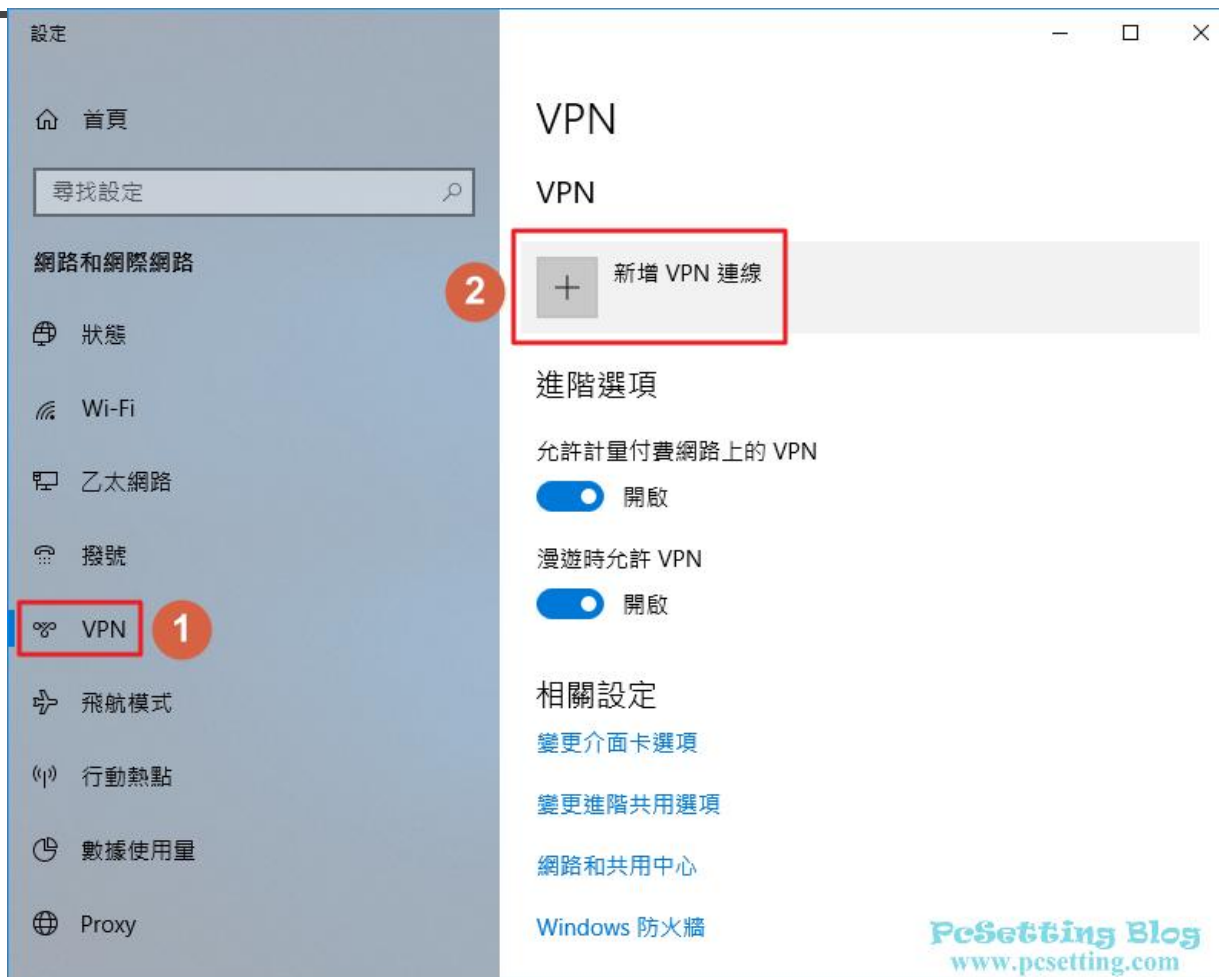 設定
首頁
尋找設定
網路和網際網路
狀態
Wi-Fi
乙太網路
撥號
VPN
1
飛航模式
行動熱點
數據使用量
Proxy
VPN
VPN
2
新增 VPN 連線
進階選項
允許計量付費網路上的 VPN
開啟
漫遊時允許 VPN
開啟
相關設定
變更介面卡選項
變更進階共用選項
網路和共用中心
Windows 防火牆
PcSetting Blog
www.pcsetting.com